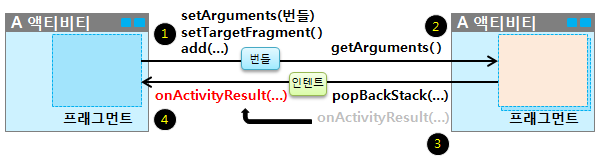 A 액티비티
프래그먼트
1
setArguments(번들)
setTargetFragment()
add(...)
번들
getArguments()
2
A 액티비티
프래그먼트
인텐트
onActivityResult(...)
popBackStack(...)
4
onActivityResult(...)
3